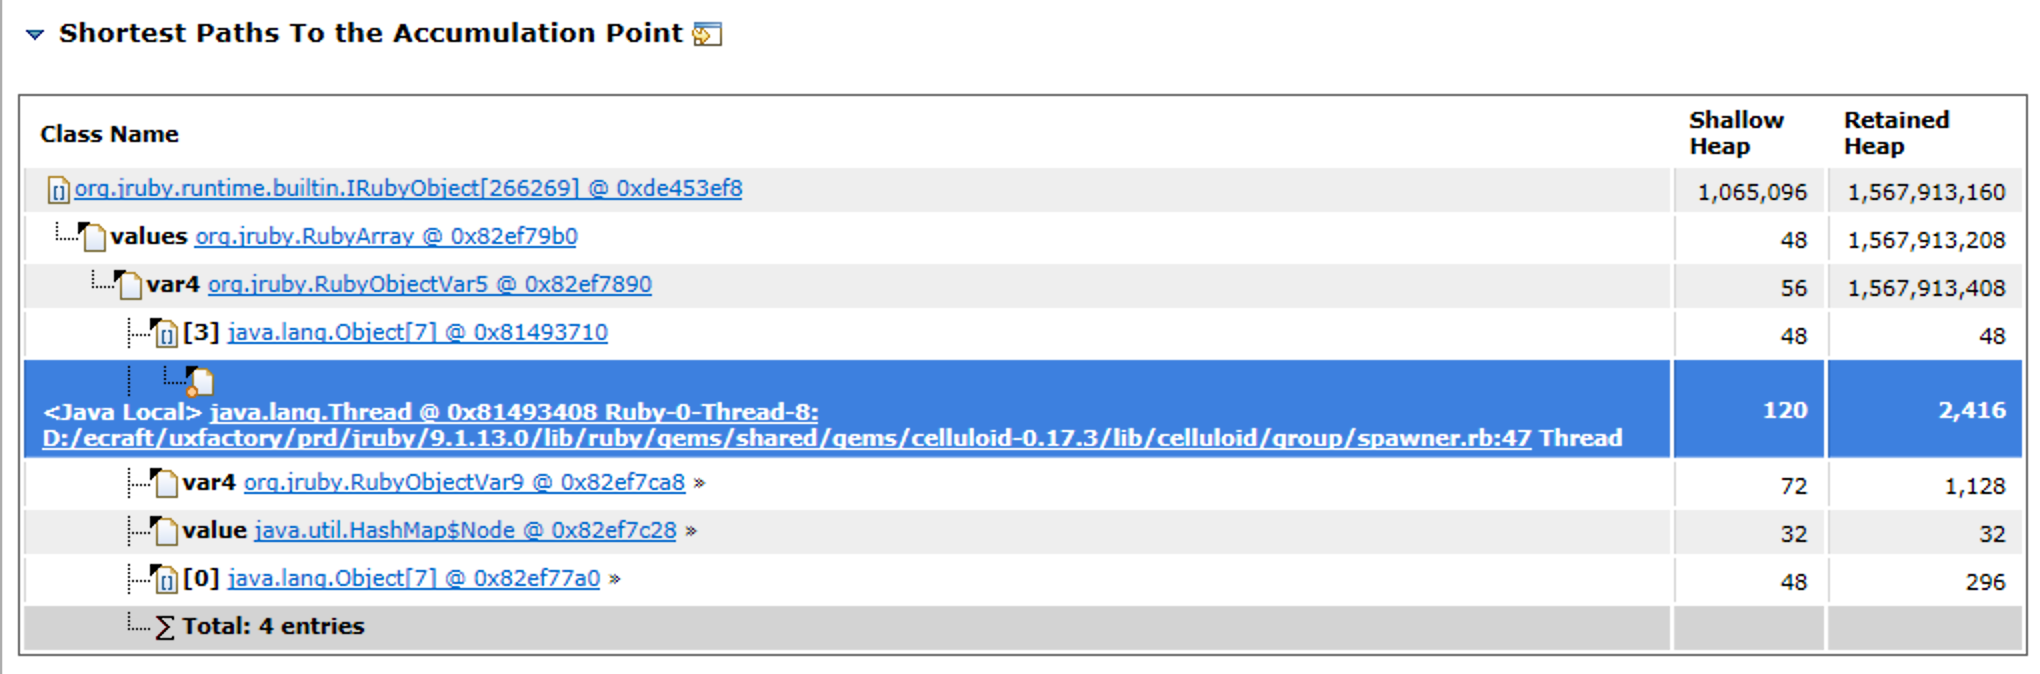 Shortest Paths To the Accumulation Point
Class Name Shallow Heap Retained Heap
org.jruby.runtime.builtin.IRubyObject[266269] @ 0xde453ef8 1,065,096 1,567,913,160
values org.jruby.RubyArray @ 0x82ef79b0 48 1,567,913,208
var4 org.jruby.RubyObjectVar5 @ 0x82ef7890 56 1,567,913,408
[3] java.lang.Object[7] @ 0x81493710 48 48
<Java Local> java.lang.Thread @ 0x81493408 Ruby-0-Thread-8:
D:/ecraft/uxfactory/prd/jruby/9.1.13.0/lib/ruby/gems/shared/gems/celluloid-0.17.3/lib/celluloid/group/spawner.rb:47 Thread 120 2,416
var4 org.jruby.RubyObjectVar9 @ 0x82ef7ca8 » 72 1,128
value java.util.HashMap$Node @ 0x82ef7c28 » 32 32
[0] java.lang.Object[7] @ 0x82ef77a0 » 48 296
∑ Total: 4 entries